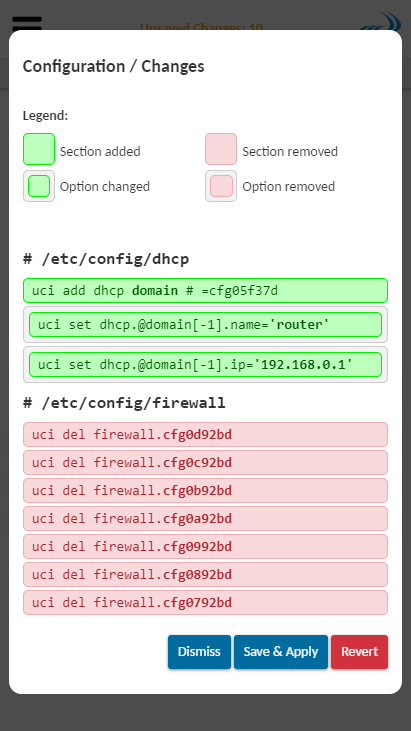 Unsaved Changes: 10
Configuration / Changes
Legend:
Section added
Section removed
Option changed
Option removed
# /etc/config/dhcp
uci add dhcp domain # =cfg05f37d
uci set dhcp.@domain[-1].name='router'
uci set dhcp.@domain[-1].ip='192.168.0.1'
# /etc/config/firewall
uci del firewall.cfg0d92bd
uci del firewall.cfg0c92bd
uci del firewall.cfg0b92bd
uci del firewall.cfg0a92bd
uci del firewall.cfg0992bd
uci del firewall.cfg0892bd
uci del firewall.cfg0792bd
Dismiss
Save & Apply
Revert